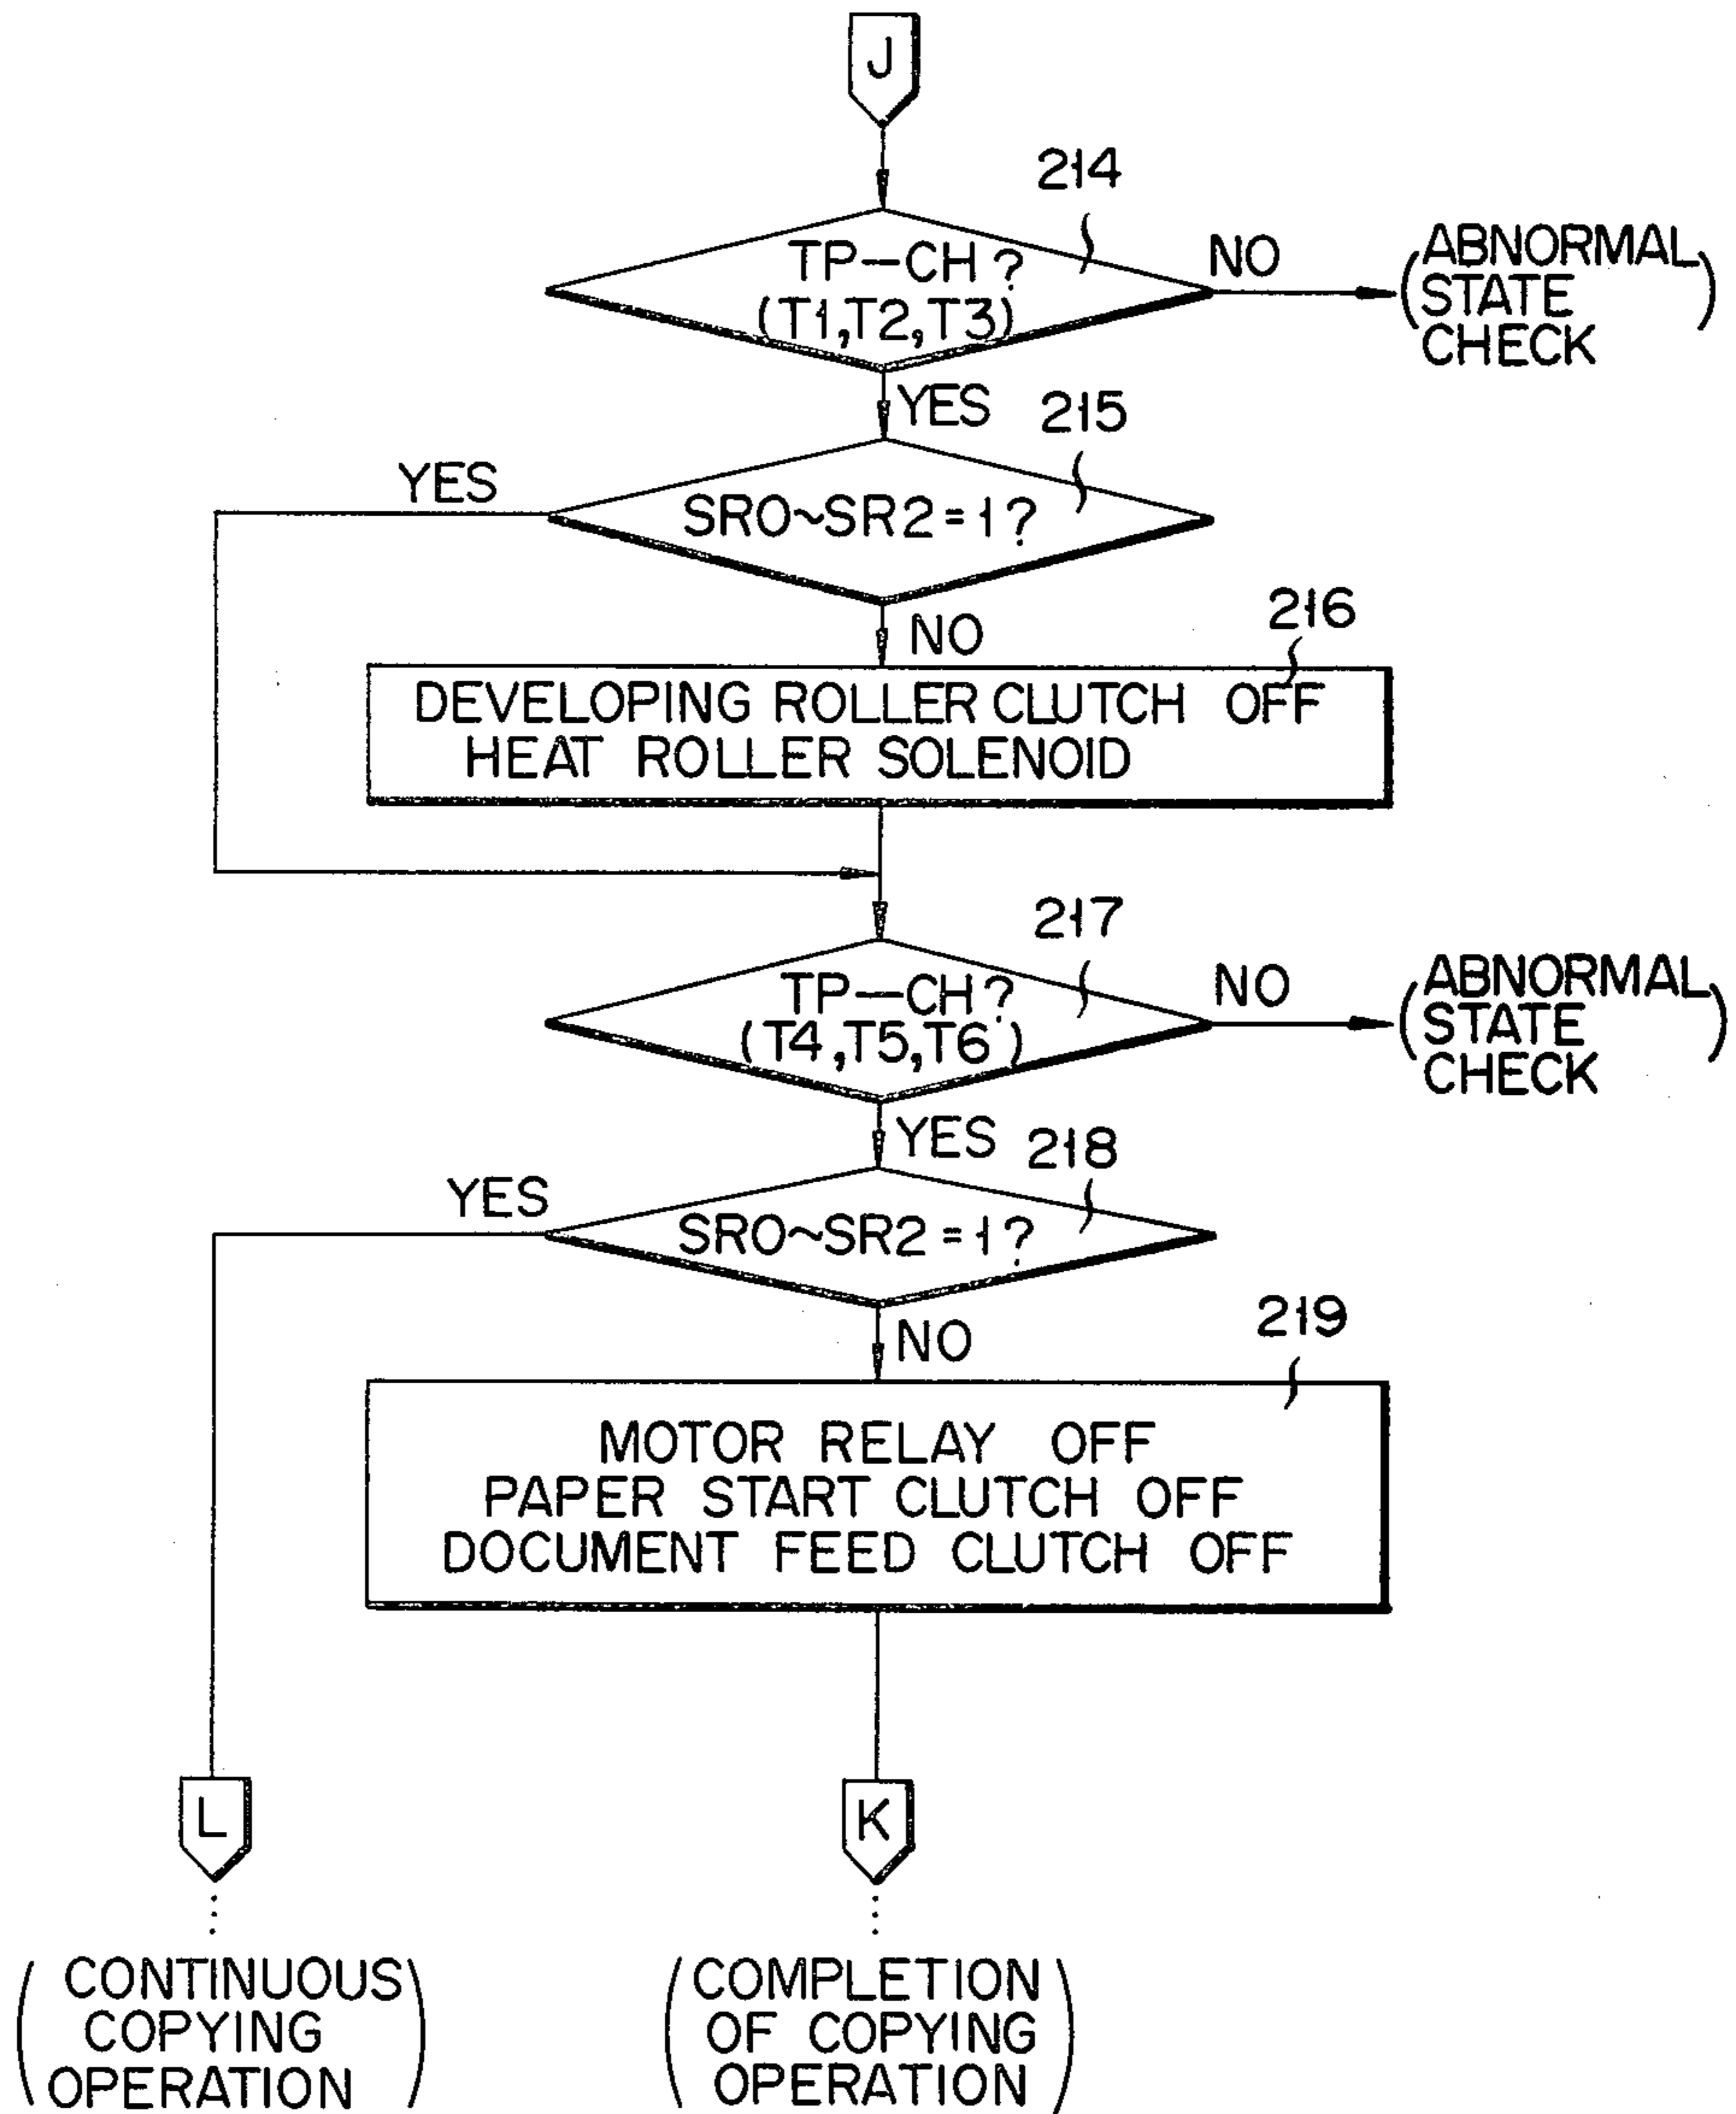 J
214
TP—CH?
(T1,T2,T3)
NO
(ABNORMAL
STATE
CHECK)
YES
215
YES
SR0~SR2=1?
NO
216
DEVELOPING ROLLER CLUTCH OFF
HEAT ROLLER SOLENOID
217
TP—CH?
(T4,T5,T6)
NO
(ABNORMAL
STATE
CHECK)
YES
218
YES
SR0~SR2=1?
NO
219
MOTOR RELAY OFF
PAPER START CLUTCH OFF
DOCUMENT FEED CLUTCH OFF
L
K
(CONTINUOUS
COPYING
OPERATION)
(COMPLETION
OF COPYING
OPERATION)